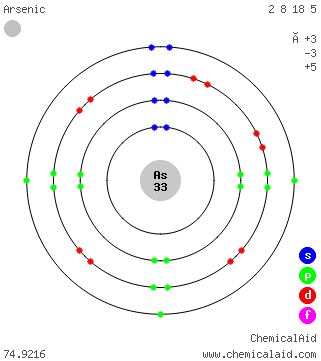 Arsenic
2 8 18 5
Ă +3
-3
+5
As
33
s
p
d
f
ChemicalAid
74.9216
www.chemicalaid.com